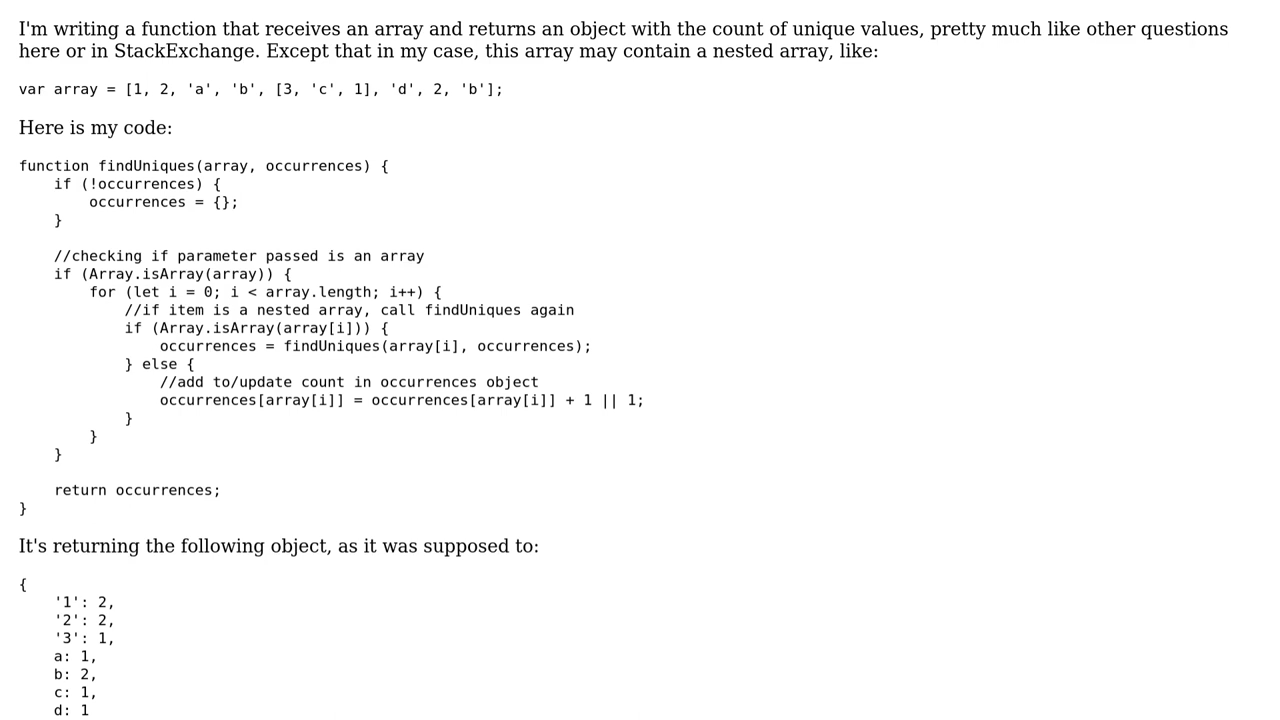 I'm writing a function that receives an array and returns an object with the count of unique values, pretty much like other questions
here or in StackExchange. Except that in my case, this array may contain a nested array, like:
var array = [1, 2, 'a', 'b', [3, 'c', 1], 'd', 2, 'b'];
Here is my code:
function findUniques(array, occurrences) {
    if (!occurrences) {
        occurrences = {};
    }
    //checking if parameter passed is an array
    if (Array.isArray(array)) {
        for (let i = 0; i < array.length; i++) {
            //if item is a nested array, call findUniques again
            if (Array.isArray(array[i])) {
                occurrences = findUniques(array[i], occurrences);
            } else {
                //add to/update count in occurrences object
                occurrences[array[i]] = occurrences[array[i]] + 1 || 1;
            }
        }
    }
    return occurrences;
}
It's returning the following object, as it was supposed to:
{
    '1': 2,
    '2': 2,
    '3': 1,
    a: 1,
    b: 2,
    c: 1,
    d: 1